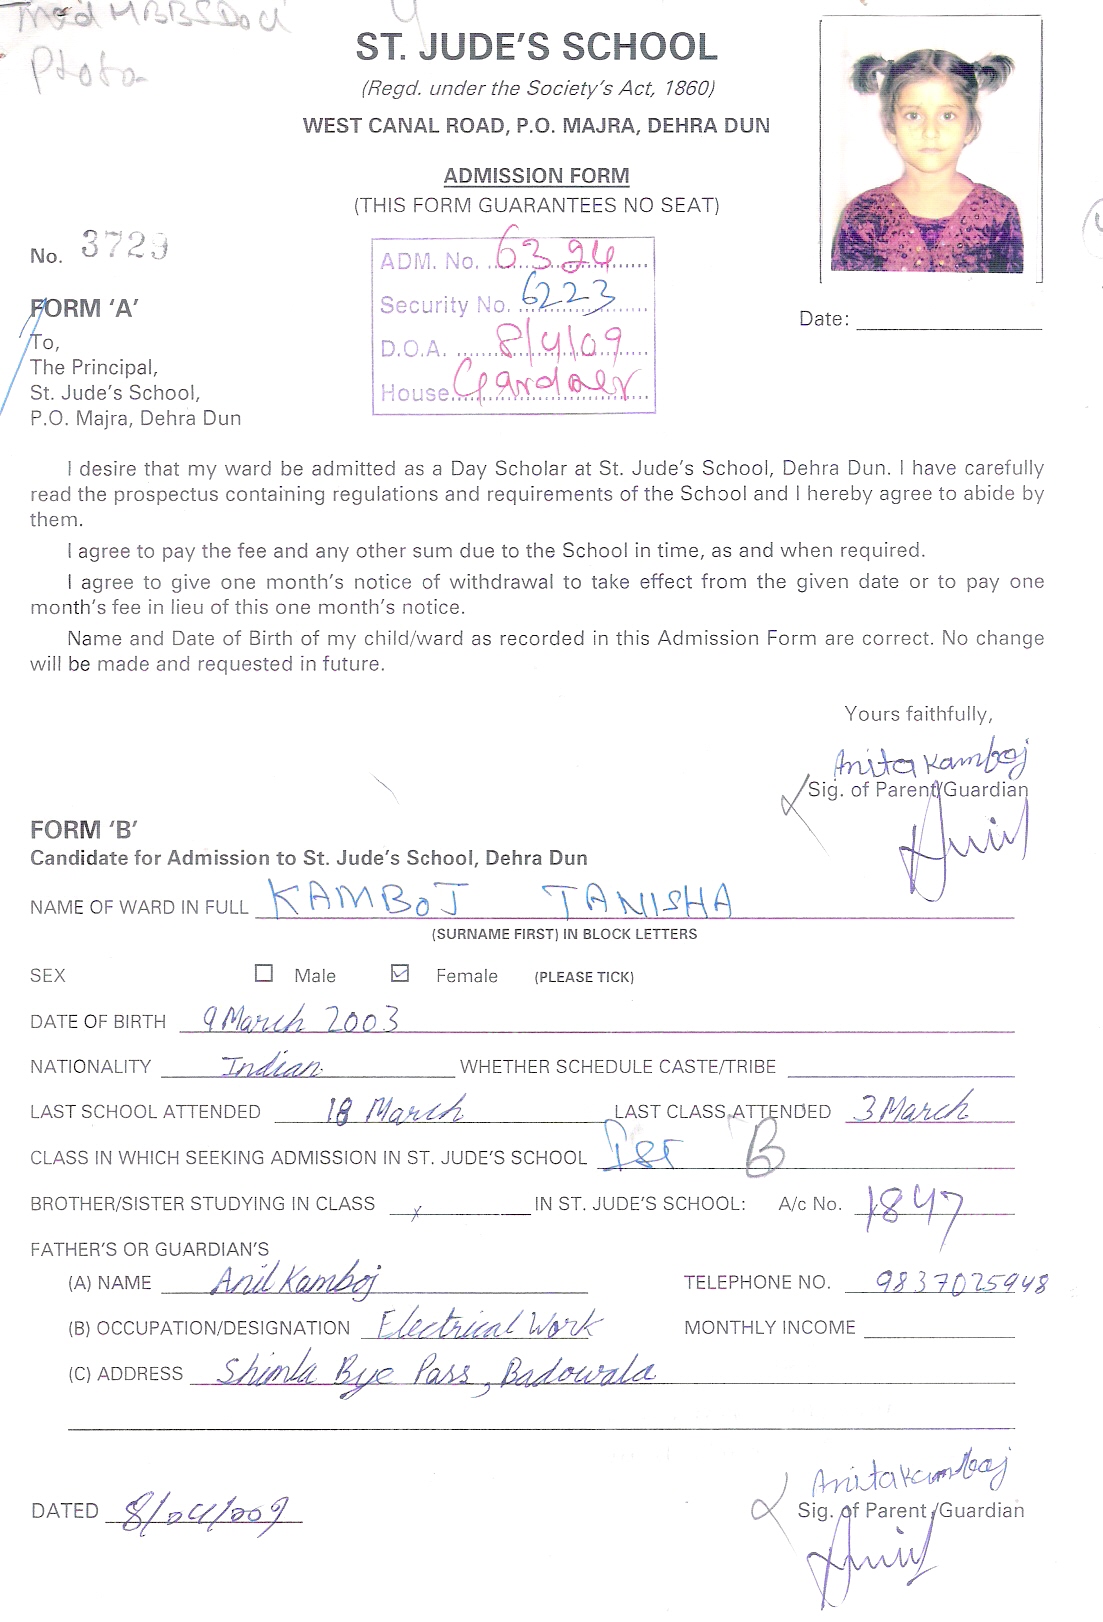 ST. JUDE'S SCHOOL
(Regd. under the Society's Act, 1860)
WEST CANAL ROAD, P.O. MAJRA, DEHRA DUN
ADMISSION FORM
(THIS FORM GUARANTEES NO SEAT)
No. 3729
ADM. No. 6324
Security No. 6223
D.O.A. 8/4/09
House
Date:
FORM 'A'
To,
The Principal,
St. Jude's School,
P.O. Majra, Dehra Dun
I desire that my ward be admitted as a Day Scholar at St. Jude's School, Dehra Dun. I have carefully
read the prospectus containing regulations and requirements of the School and I hereby agree to abide by
them.
I agree to pay the fee and any other sum due to the School in time, as and when required.
I agree to give one month's notice of withdrawal to take effect from the given date or to pay one
month's fee in lieu of this one month's notice.
Name and Date of Birth of my child/ward as recorded in this Admission Form are correct. No change
will be made and requested in future.
Yours faithfully,
Anita Kamboj
Sig. of Parent/Guardian
FORM 'B'
Candidate for Admission to St. Jude's School, Dehra Dun
NAME OF WARD IN FULL KAMBOJ TANISHA
(SURNAME FIRST) IN BLOCK LETTERS
SEX Male Female (PLEASE TICK)
DATE OF BIRTH 9 March 2003
NATIONALITY Indian WHETHER SCHEDULE CASTE/TRIBE
LAST SCHOOL ATTENDED 18 March LAST CLASS ATTENDED 3 March
CLASS IN WHICH SEEKING ADMISSION IN ST. JUDE'S SCHOOL Ist B
BROTHER/SISTER STUDYING IN CLASS x IN ST. JUDE'S SCHOOL: A/c No. 1847
FATHER'S OR GUARDIAN'S
(A) NAME Anil Kamboj TELEPHONE NO. 9837025948
(B) OCCUPATION/DESIGNATION Electrical Work MONTHLY INCOME
(C) ADDRESS Shimla Bye Pass, Badowala
Anita Kamboj
DATED 8/04/009 Sig. of Parent/Guardian